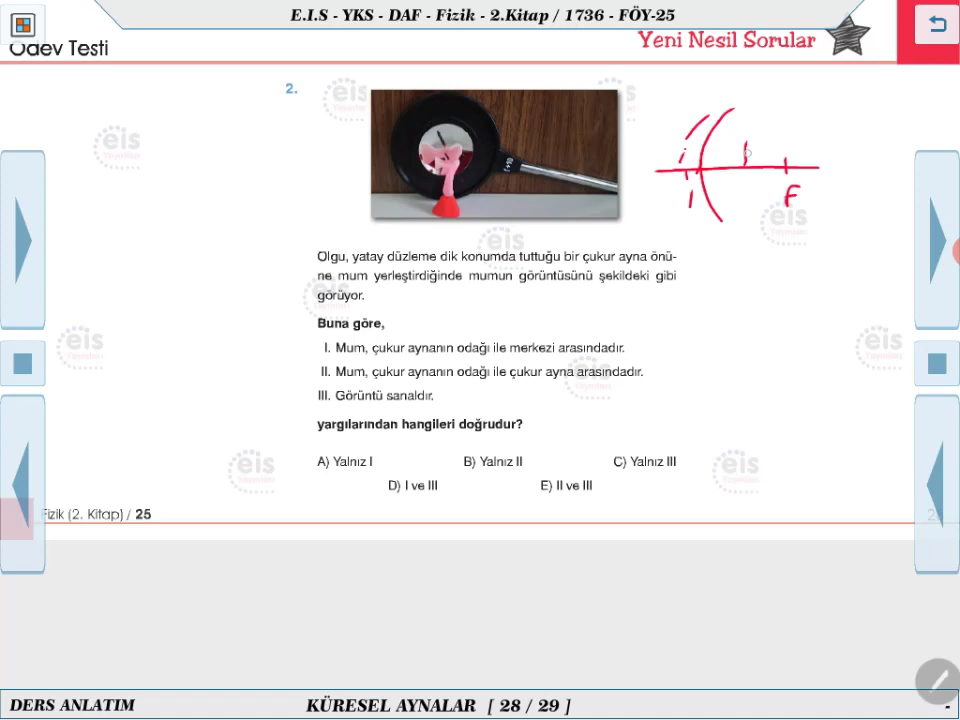 E.I.S - YKS - DAF - Fizik - 2.Kitap / 1736 - FÖY-25
Ödev Testi
Yeni Nesil Sorular
2.
F
Olgu, yatay düzleme dik konumda tuttuğu bir çukur ayna önü-
ne mum yerleştirdiğinde mumun görüntüsünü şekildeki gibi
görüyor.
Buna göre,
I. Mum, çukur aynanın odağı ile merkezi arasındadır.
II. Mum, çukur aynanın odağı ile çukur ayna arasındadır.
III. Görüntü sanaldır.
yargılarından hangileri doğrudur?
A) Yalnız I B) Yalnız II C) Yalnız III
D) I ve III E) II ve III
Fizik (2. Kitap) / 25
DERS ANLATIM KÜRESEL AYNALAR [ 28 / 29 ] -